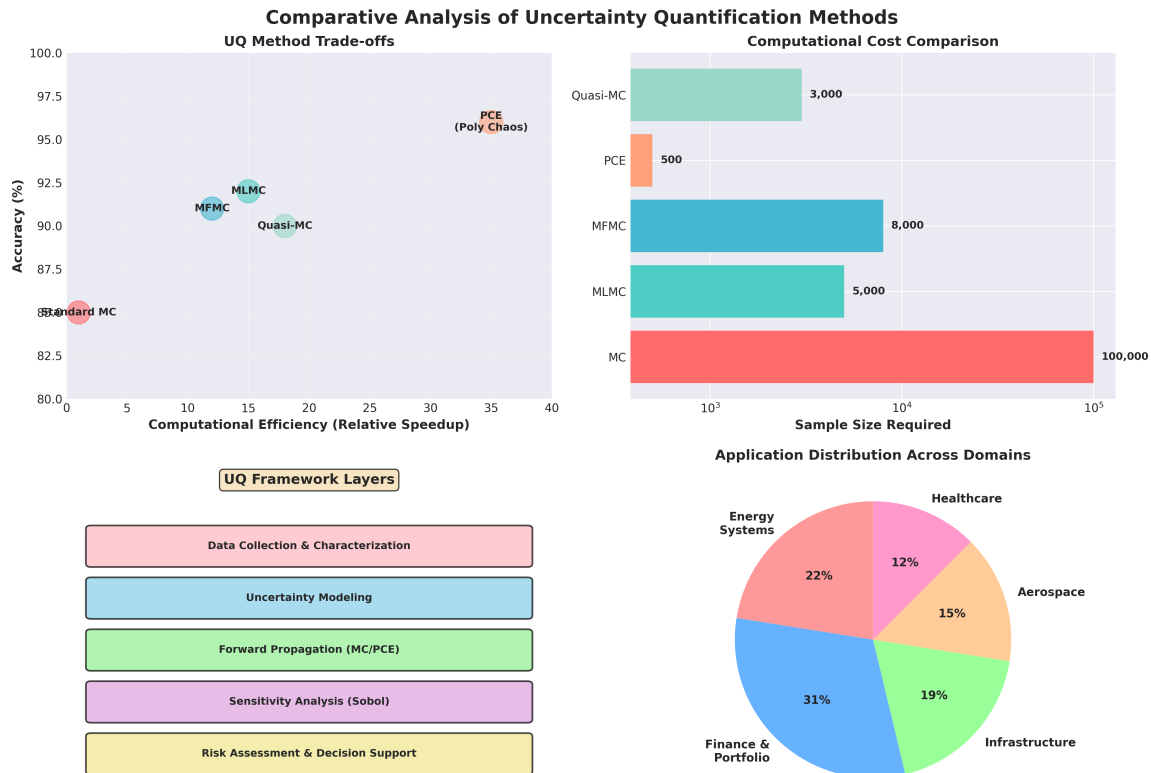 Comparative Analysis of Uncertainty Quantification Methods
UQ Method Trade-offs
100.0
97.5
95.0
92.5
90.0
87.5
85.0
82.5
80.0
Accuracy (%)
PCE
(Poly Chaos)
MLMC
MFMC
Quasi-MC
Standard MC
0 5 10 15 20 25 30 35 40
Computational Efficiency (Relative Speedup)
Computational Cost Comparison
Quasi-MC 3,000
PCE 500
MFMC 8,000
MLMC 5,000
MC 100,000
10³ 10⁴ 10⁵
Sample Size Required
UQ Framework Layers
Data Collection & Characterization
Uncertainty Modeling
Forward Propagation (MC/PCE)
Sensitivity Analysis (Sobol)
Risk Assessment & Decision Support
Application Distribution Across Domains
Healthcare
12%
Energy
Systems
22%
Aerospace
15%
Finance &
Portfolio
31%
Infrastructure
19%